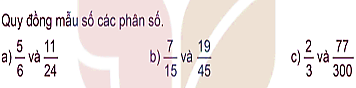 Quy đồng mẫu số các phân số.
a) 5/6 và 11/24 b) 7/15 và 19/45 c) 2/3 và 77/300